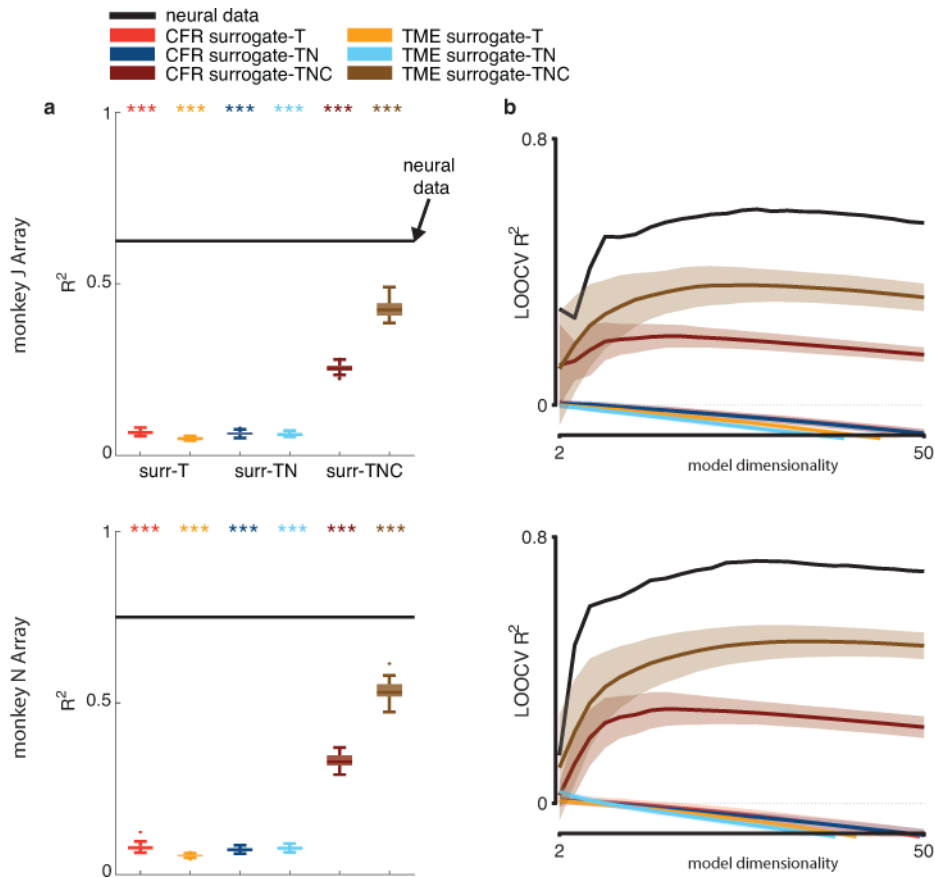 neural data
CFR surrogate-T
TME surrogate-T
CFR surrogate-TN
TME surrogate-TN
CFR surrogate-TNC
TME surrogate-TNC
a
b
monkey J Array
R²
1
0.5
0
*** *** *** *** *** ***
neural
data
surr-T
surr-TN
surr-TNC
LOOCV R²
0.8
0
2
50
model dimensionality
monkey N Array
R²
1
0.5
0
*** *** *** *** *** ***
LOOCV R²
0.8
0
2
50
model dimensionality